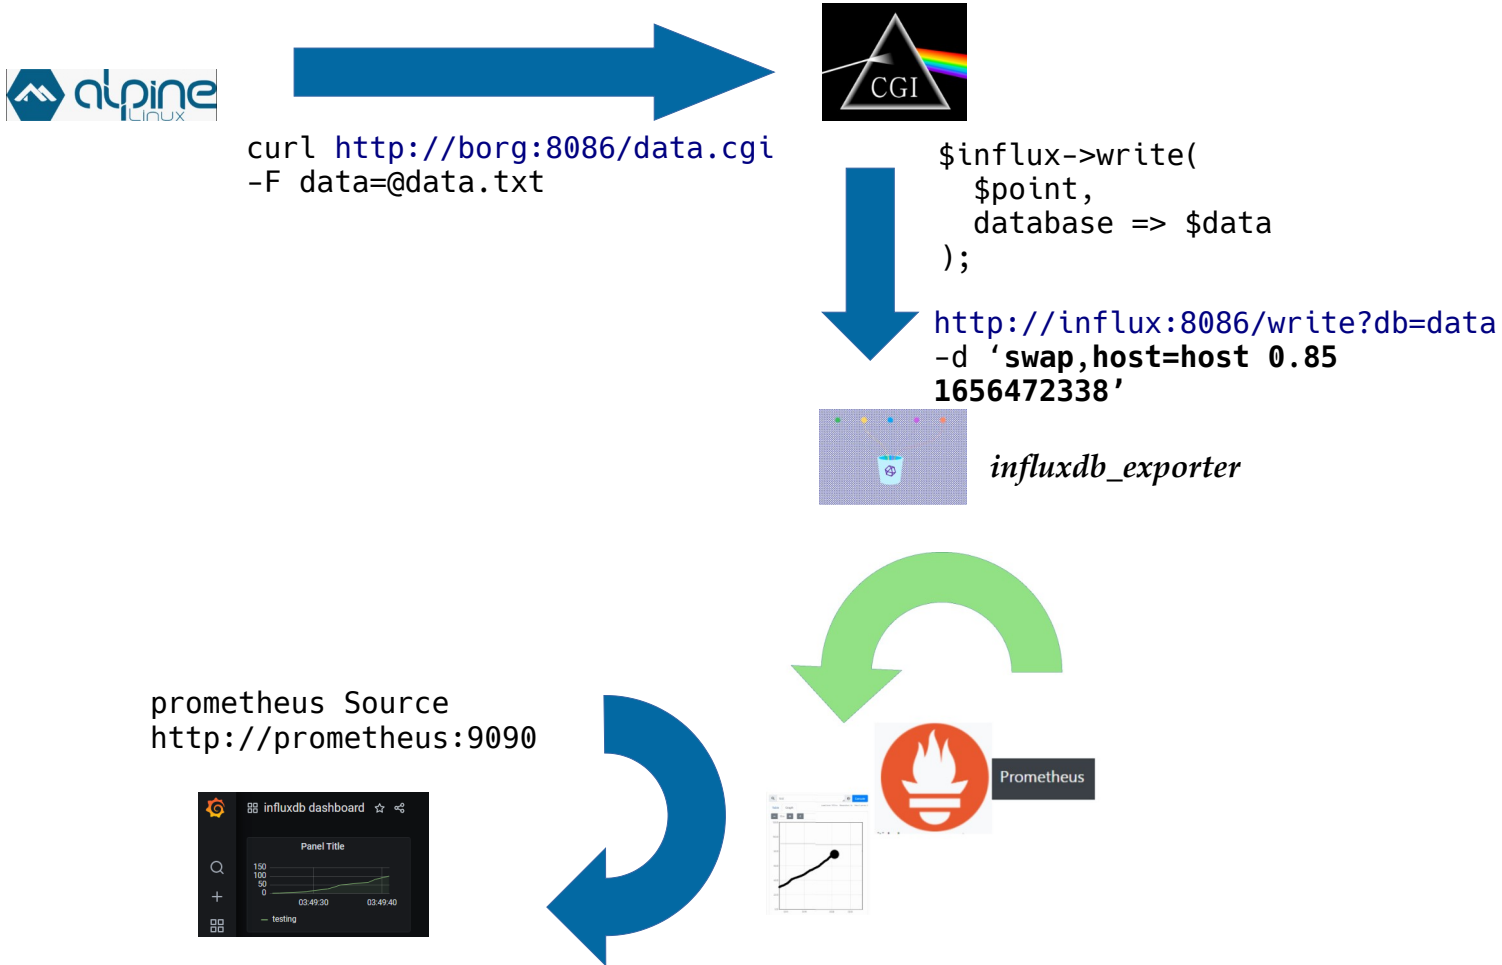 alpine
Linux
CGI
curl http://borg:8086/data.cgi
-F data=@data.txt
$influx->write(
$point,
database => $data
);
http://influx:8086/write?db=data
-d ‘swap,host=host 0.85
1656472338’
influxdb_exporter
prometheus Source
http://prometheus:9090
Prometheus
influxdb dashboard
Panel Title
150
100
50
0
03:49:30 03:49:40
testing